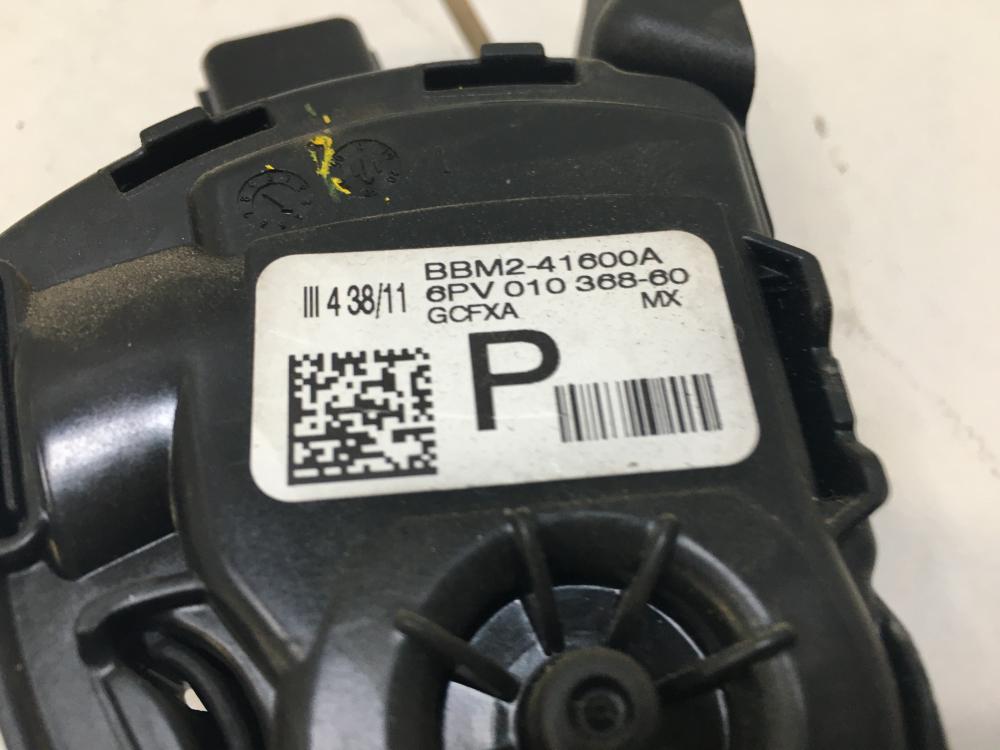 BBM2-41600A
III 4 38/11 6PV 010 368-60
GCFXA MX
P